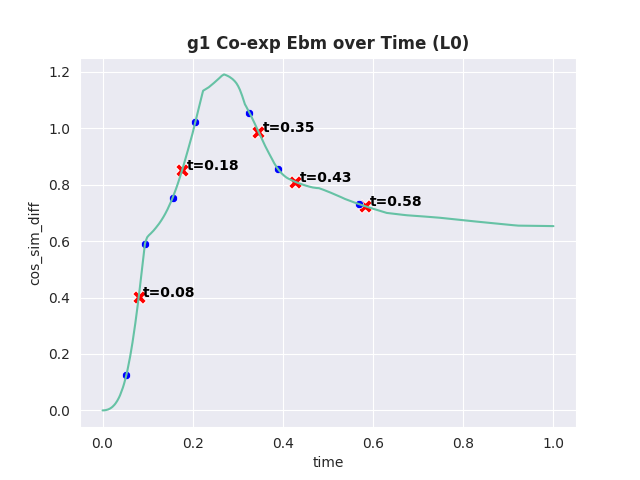 g1 Co-exp Ebm over Time (L0)
cos_sim_diff
1.2
1.0
0.8
0.6
0.4
0.2
0.0
t=0.35
t=0.18
t=0.43
t=0.58
t=0.08
0.0 0.2 0.4 0.6 0.8 1.0
time